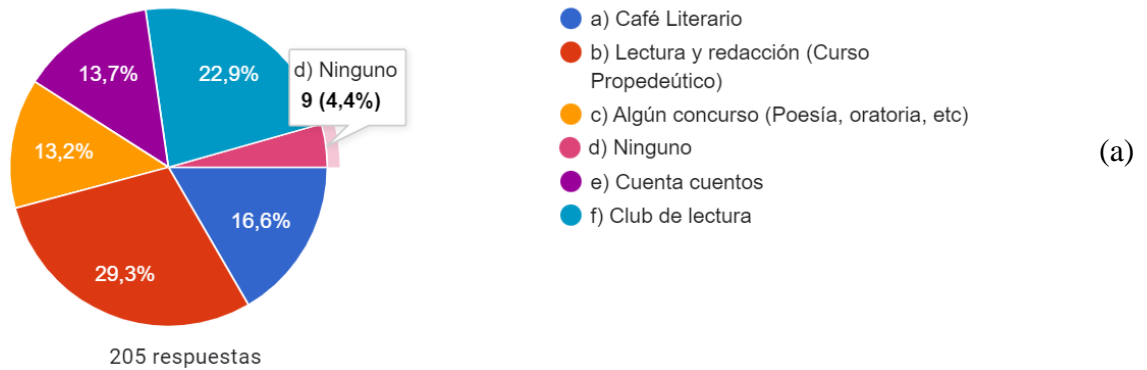 13,7%
22,9%
d) Ninguno
9 (4,4%)
13,2%
16,6%
29,3%
205 respuestas
a) Café Literario
b) Lectura y redacción (Curso
Propedeútico)
c) Algún concurso (Poesía, oratoria, etc)
d) Ninguno
e) Cuenta cuentos
f) Club de lectura
(a)